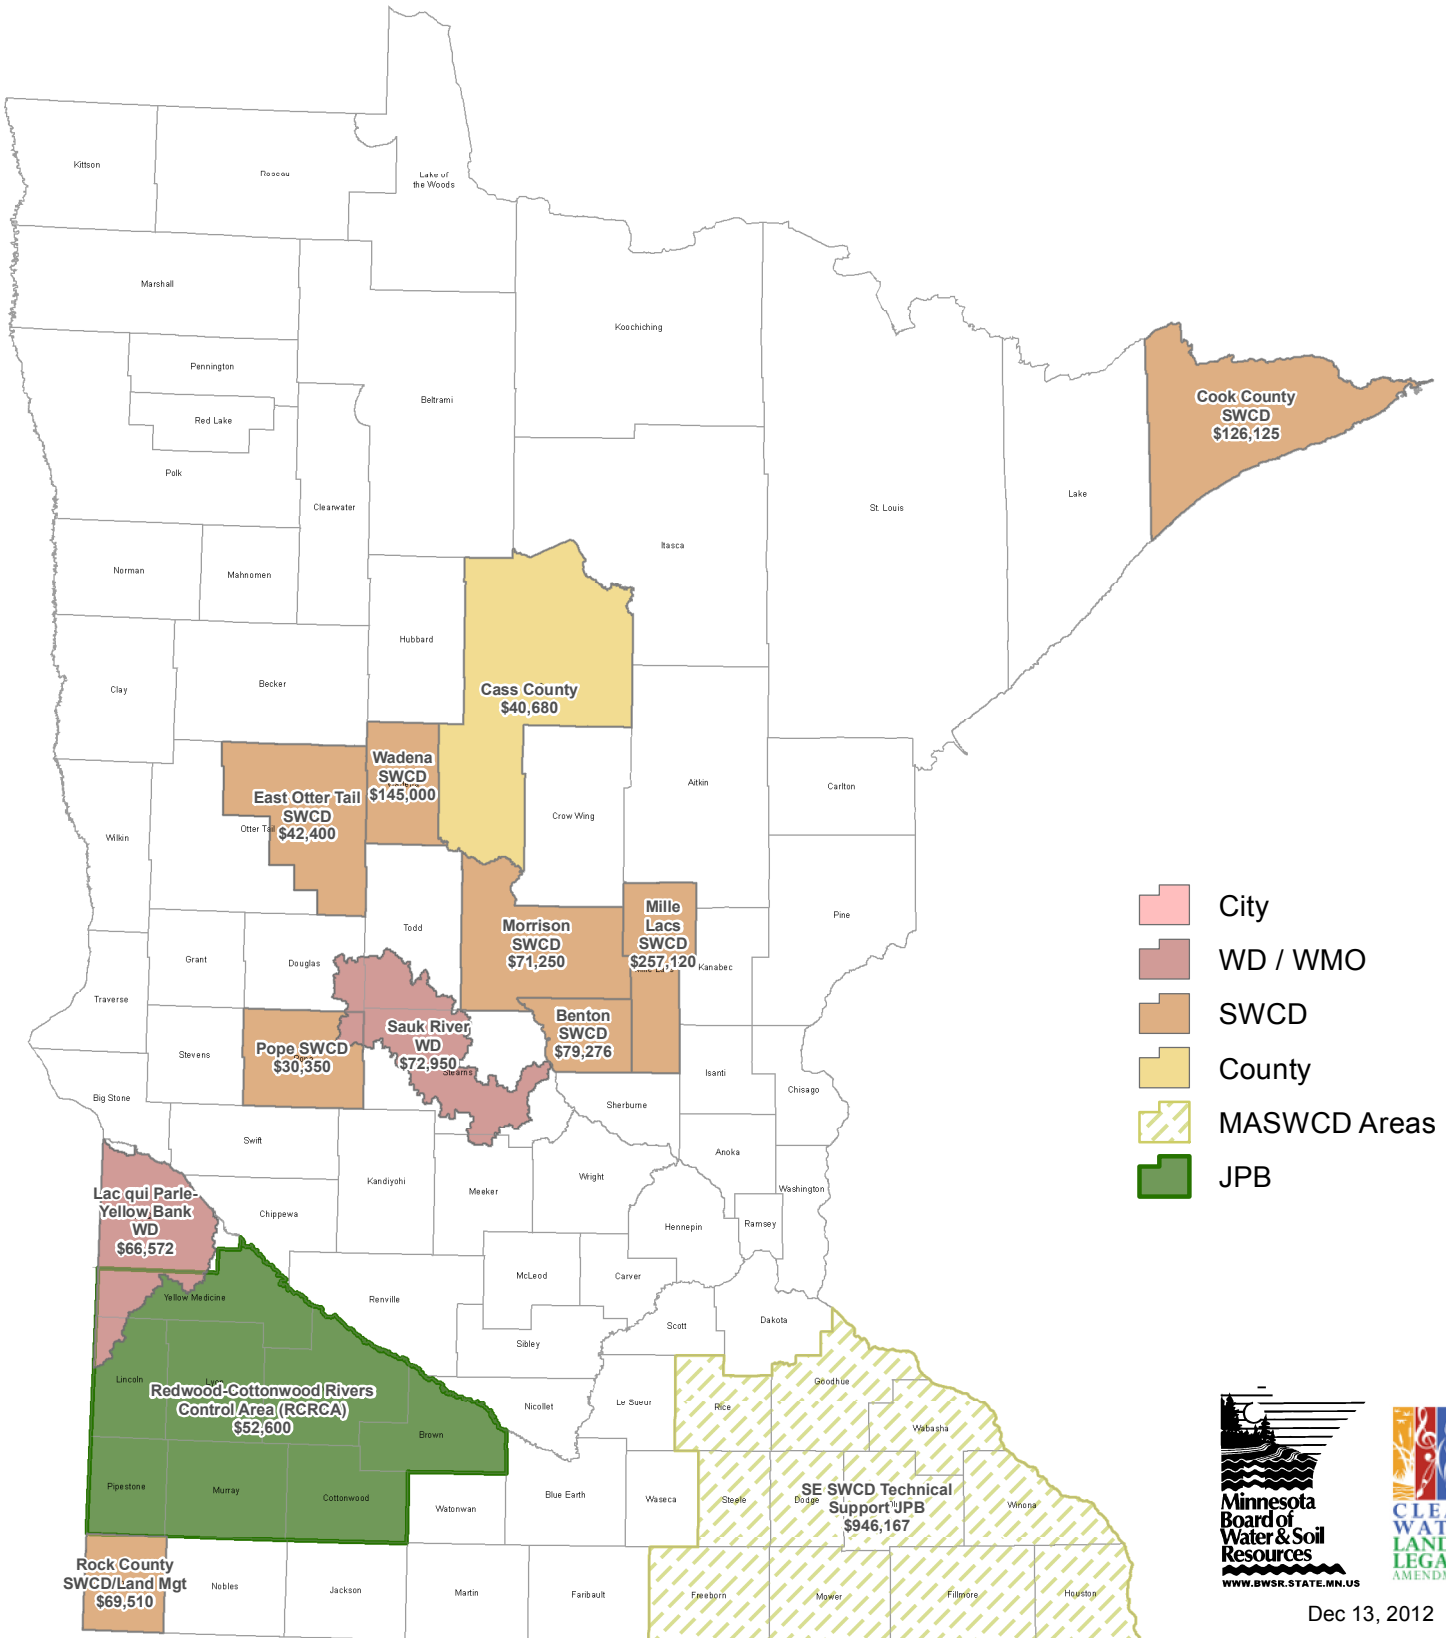 Kittson
Roseau
Lake of
the Woods
Marshall
Koochiching
Pennington
Beltrami
Red Lake
Cook County
SWCD
$126,125
Polk
Clearwater
St. Louis
Lake
Itasca
Norman
Mahnomen
Hubbard
Clay
Becker
Cass County
$40,680
Wadena
SWCD
$145,000
East Otter Tail
SWCD
$42,400
Otter Tail
Wilkin
Crow Wing
Aitkin
Carlton
Mille
Lacs
SWCD
$257,120
Pine
City
Morrison
SWCD
$71,250
Todd
Grant
Douglas
Kanabec
WD / WMO
Traverse
SWCD
Benton
SWCD
$79,276
Sauk River
WD
$72,950
Stearns
Pope SWCD
$30,350
Stevens
Isanti
County
Chisago
Big Stone
Sherburne
MASWCD Areas
Swift
Anoka
JPB
Kandiyohi
Meeker
Wright
Washington
Lac qui Parle-
Yellow Bank
WD
$66,572
Chippewa
Hennepin
Ramsey
McLeod
Carver
Yellow Medicine
Renville
Scott
Dakota
Sibley
Lincoln
Lyon
Redwood-Cottonwood Rivers
Control Area (RCRCA)
$52,600
Nicollet
Le Sueur
Rice
Goodhue
Wabasha
Brown
Pipestone
Murray
Cottonwood
Watonwan
Blue Earth
Waseca
Steele
Dodge
SE SWCD Technical
Support JPB
$946,167
Winona
Rock County
SWCD/Land Mgt
$69,510
Nobles
Jackson
Martin
Faribault
Freeborn
Mower
Fillmore
Houston
Minnesota
Board of
Water & Soil
Resources
WWW.BWSR.STATE.MN.US
LAND
Dec 13, 2012